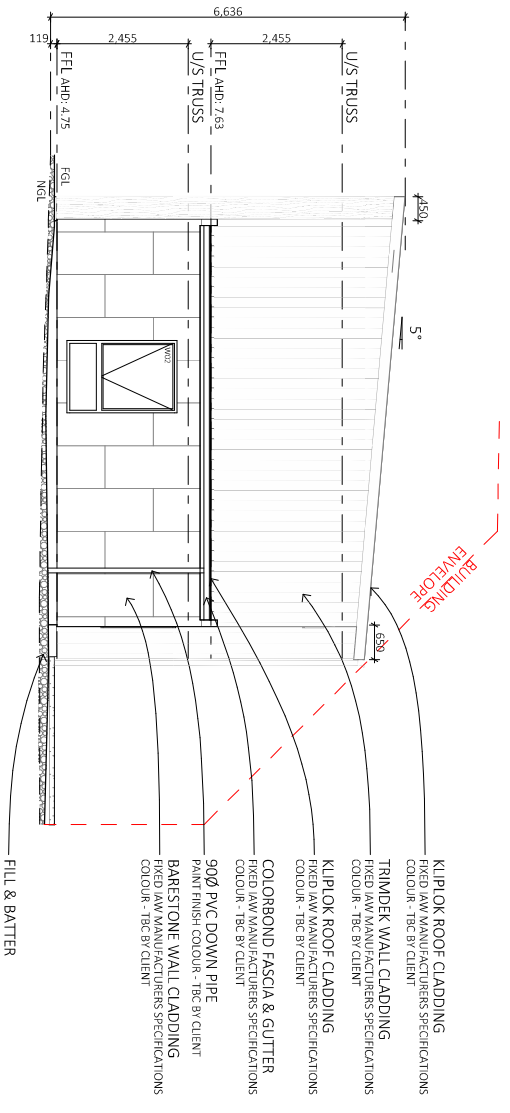 6,636
2,455
2,455
119
U/S TRUSS
FFL AHD: 7.63
U/S TRUSS
FFL AHD: 4.75
FGL
NGL
450
5°
W02
650
BUILDING
ENVELOPE
KLIPLOK ROOF CLADDING
FIXED IAW MANUFACTURERS SPECIFICATIONS
COLOUR - TBC BY CLIENT
TRIMDEK WALL CLADDING
FIXED IAW MANUFACTURERS SPECIFICATIONS
COLOUR - TBC BY CLIENT
KLIPLOK ROOF CLADDING
FIXED IAW MANUFACTURERS SPECIFICATIONS
COLOUR - TBC BY CLIENT
COLORBOND FASCIA & GUTTER
FIXED IAW MANUFACTURERS SPECIFICATIONS
COLOUR - TBC BY CLIENT
90Ø PVC DOWN PIPE
PAINT FINISH COLOUR - TBC BY CLIENT
BARESTONE WALL CLADDING
FIXED IAW MANUFACTURERS SPECIFICATIONS
COLOUR - TBC BY CLIENT
FILL & BATTER